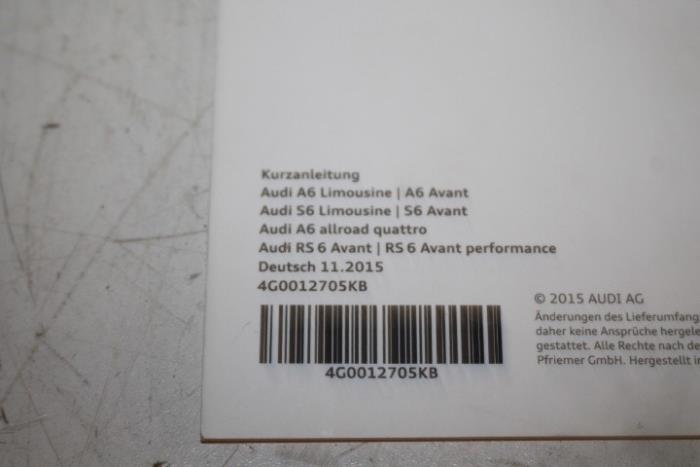 Kurzanleitung
Audi A6 Limousine | A6 Avant
Audi S6 Limousine | S6 Avant
Audi A6 allroad quattro
Audi RS 6 Avant | RS 6 Avant performance
Deutsch 11.2015
4G0012705KB
4G0012705KB
© 2015 AUDI AG
Änderungen des Lieferumfang
daher keine Ansprüche hergele
gestattet. Alle Rechte nach de
Pfriemer GmbH. Hergestellt in